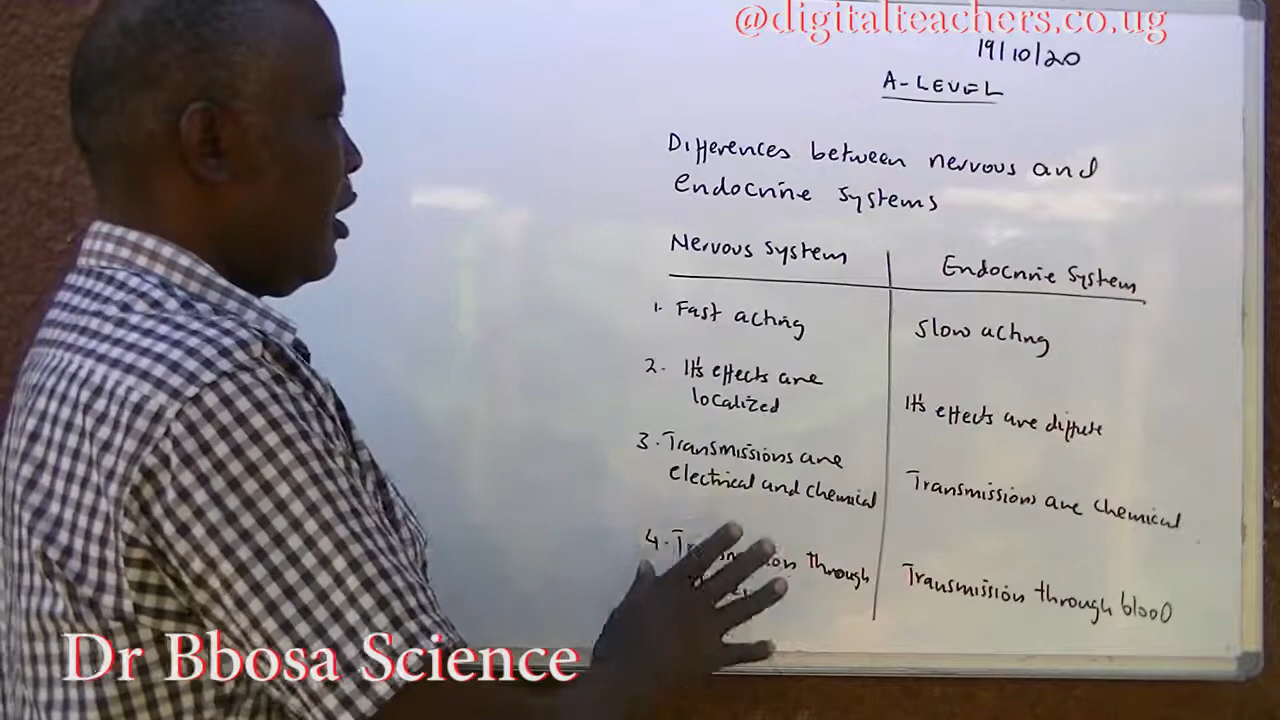 @digitalteachers.co.ug
19/10/20
A-LEVEL
Differences between nervous and
endocrine systems
Nervous system
Endocrine system
1. Fast acting
Slow acting
2. It's effects are
localized
It's effects are diffute
3. Transmissions are
electrical and chemical
Transmissions are chemical
4. through
Transmission through blood
Dr Bbosa Science